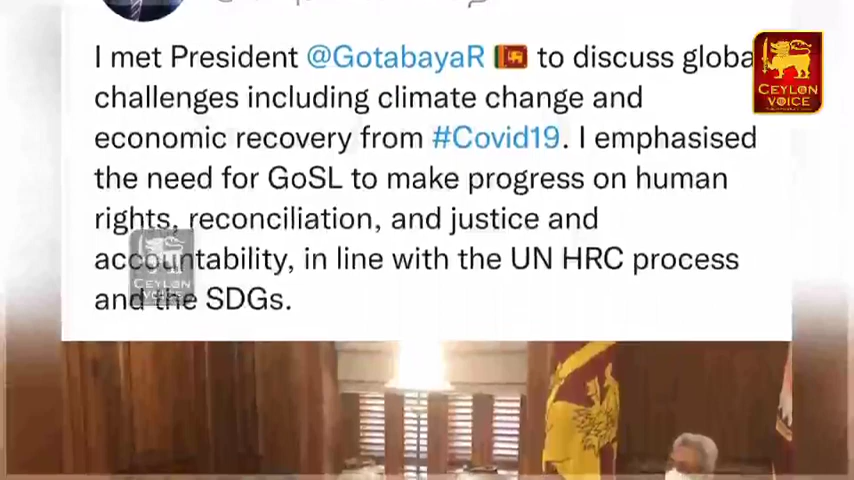 I met President @GotabayaR to discuss globa
challenges including climate change and
economic recovery from #Covid19. I emphasised
the need for GoSL to make progress on human
rights, reconciliation, and justice and
accountability, in line with the UN HRC process
and the SDGs.
CEYLON
VOICE
CEYLON
VOICE